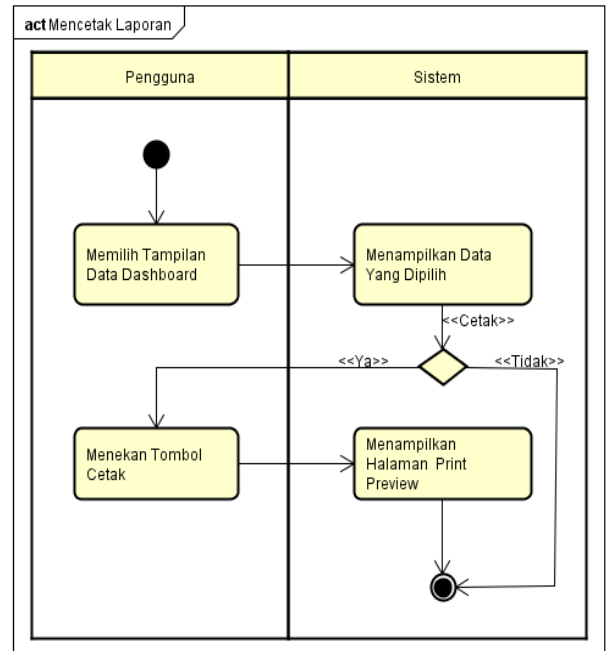 act Mencetak Laporan
Pengguna
Sistem
Memilih Tampilan
Data Dashboard
Menampilkan Data
Yang Dipilih
<<Cetak>>
<<Ya>>
<<Tidak>>
Menekan Tombol
Cetak
Menampilkan
Halaman Print
Preview